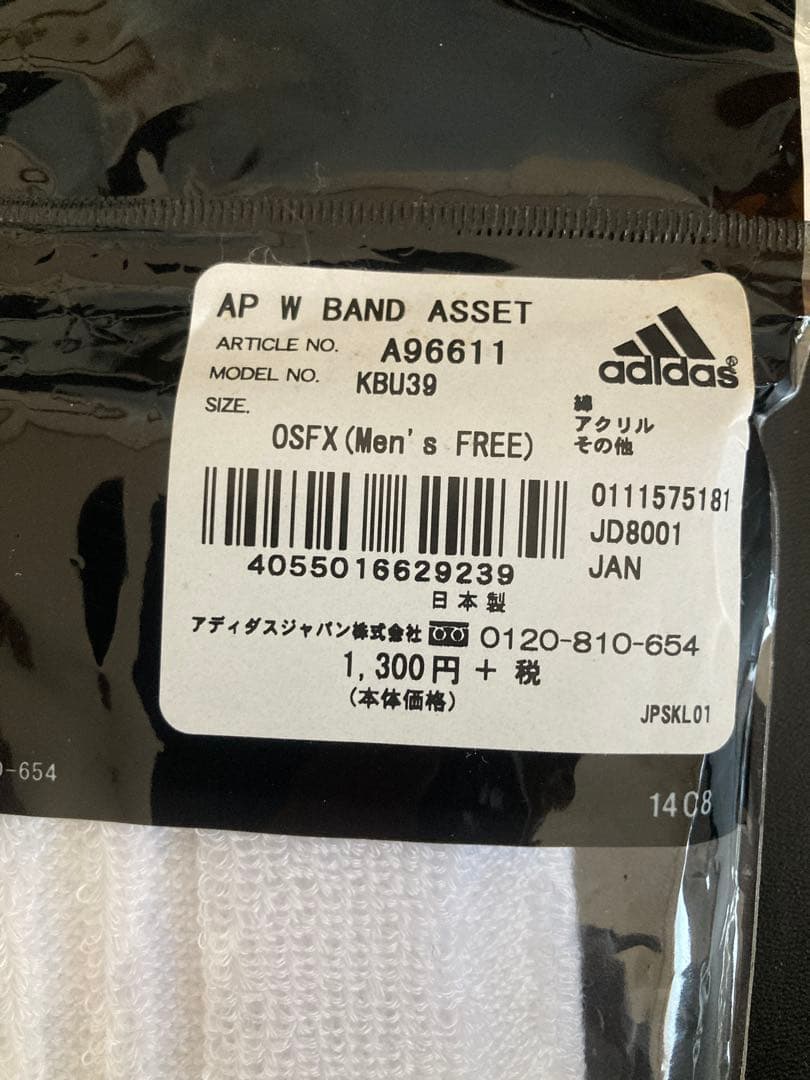 AP W BAND ASSET
ARTICLE NO. A96611
MODEL NO. KBU39
SIZE.
OSFX(Men's FREE)
adidas®
綿
アクリル
その他
0111575181
JD8001
JAN
4055016629239
日本製
アディダスジャパン株式会社 0120-810-654
1,300円 + 税
(本体価格)
JPSKL01
-654
14C8